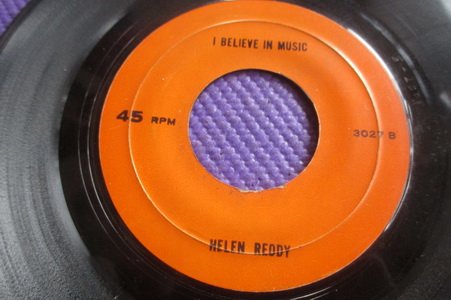 I BELIEVE IN MUSIC
45 RPM
3027 B
HELEN REDDY